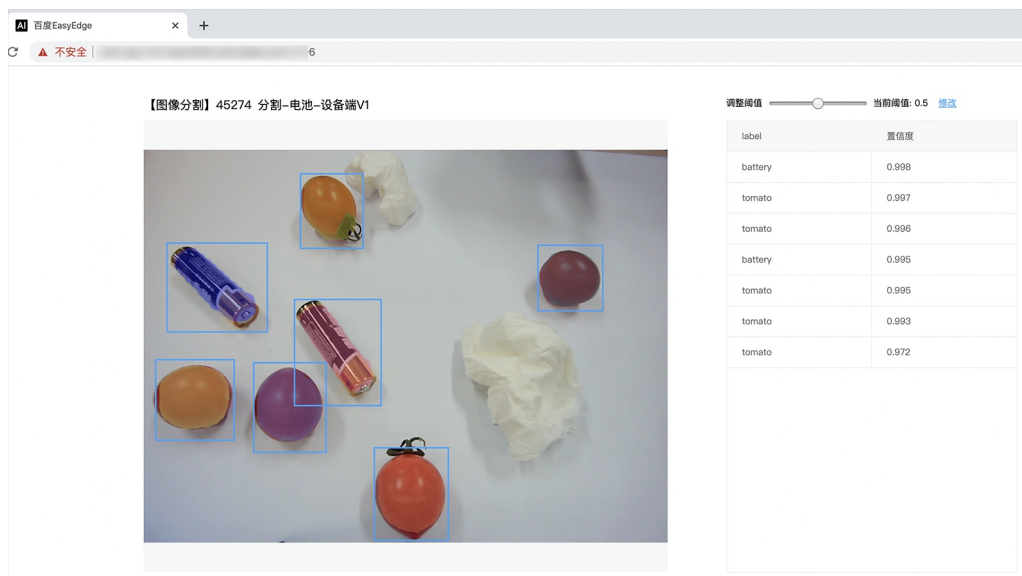 AI 百度EasyEdge
不安全 6
【图像分割】45274 分割-电池-设备端V1
调整阈值 当前阈值: 0.5 修改
label 置信度
battery 0.998
tomato 0.997
tomato 0.996
battery 0.995
tomato 0.995
tomato 0.993
tomato 0.972